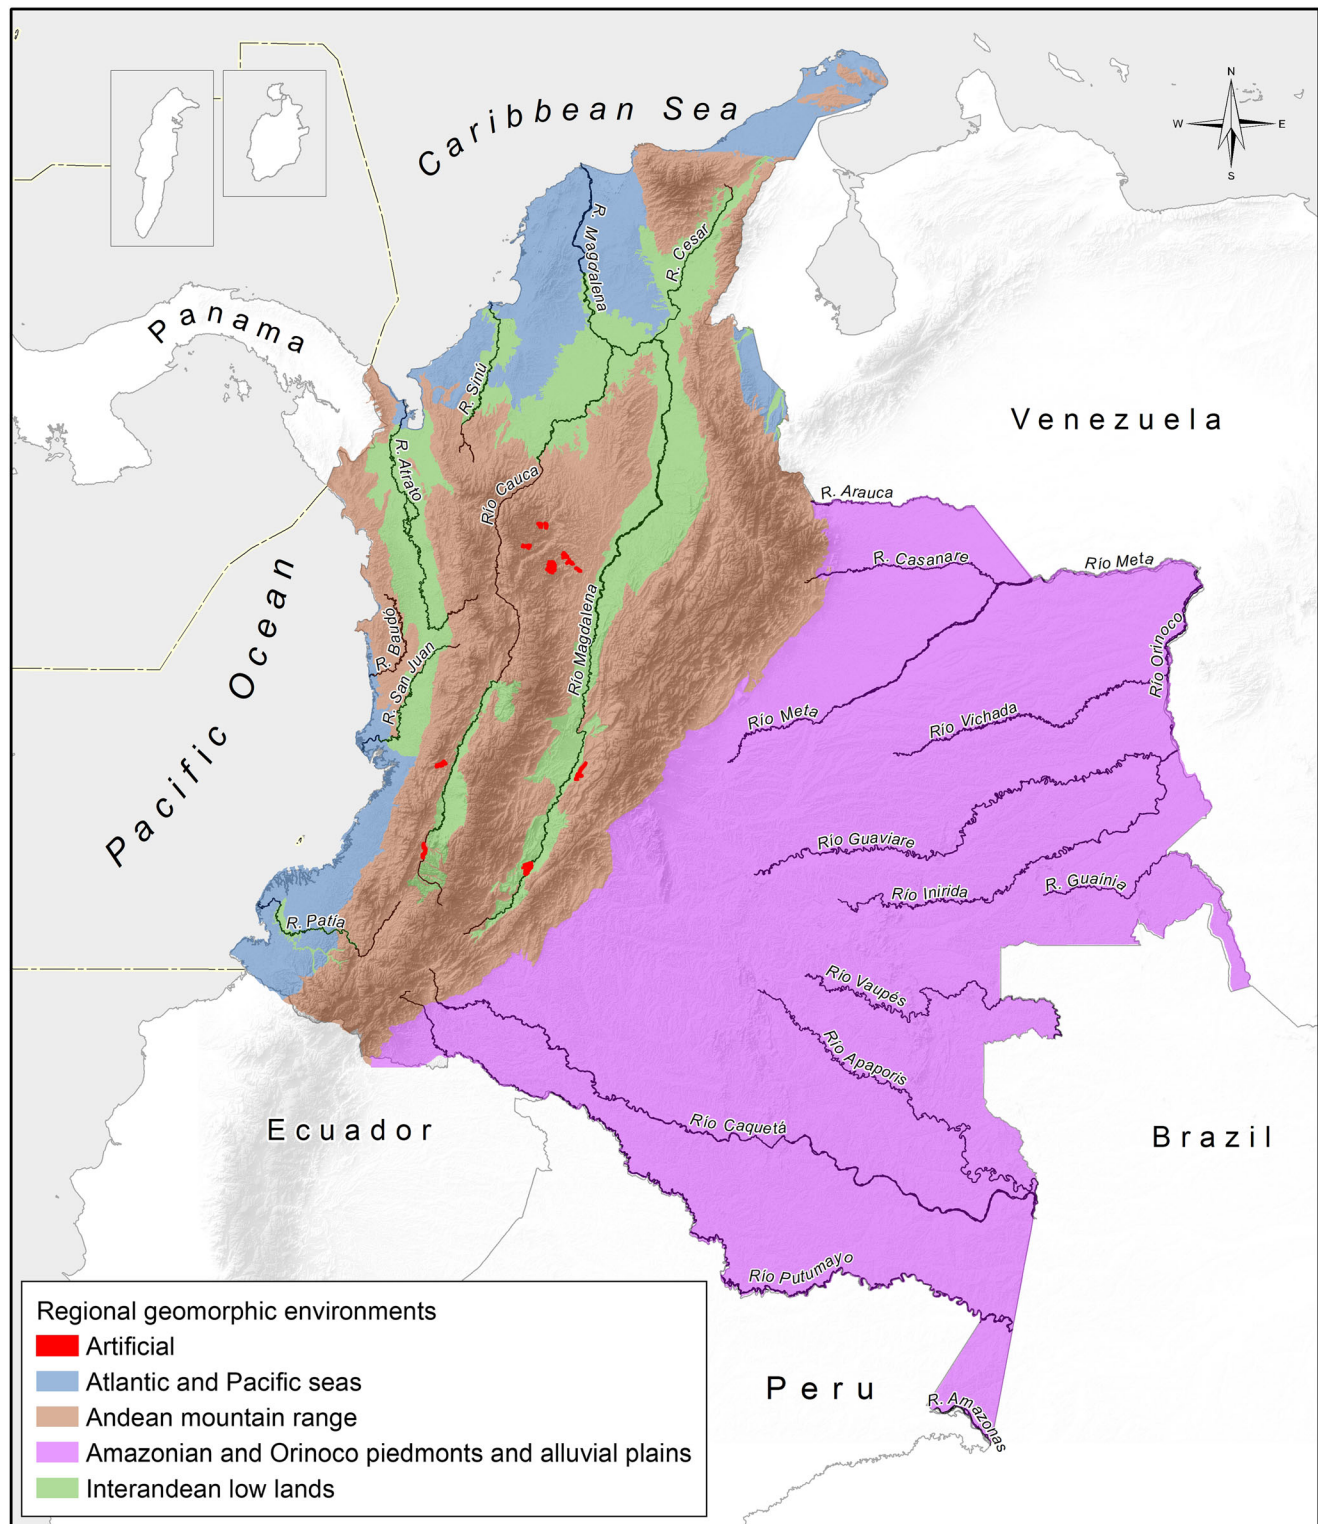 N
W
E
S
Caribbean Sea
R. Magdalena
R. Cesar
Panama
R. Sinú
Venezuela
R. Atrato
Río Cauca
R. Arauca
R. Casanare
Río Meta
Pacific Ocean
R. Baudó
Río Magdalena
Río Orinoco
R. San Juan
Río Meta
Río Vichada
Río Guaviare
Río Inirida
R. Guainía
R. Patía
Río Vaupés
Río Apaporis
Ecuador
Río Caquetá
Brazil
Río Putumayo
Peru
R. Amazonas
Regional geomorphic environments
Artificial
Atlantic and Pacific seas
Andean mountain range
Amazonian and Orinoco piedmonts and alluvial plains
Interandean low lands